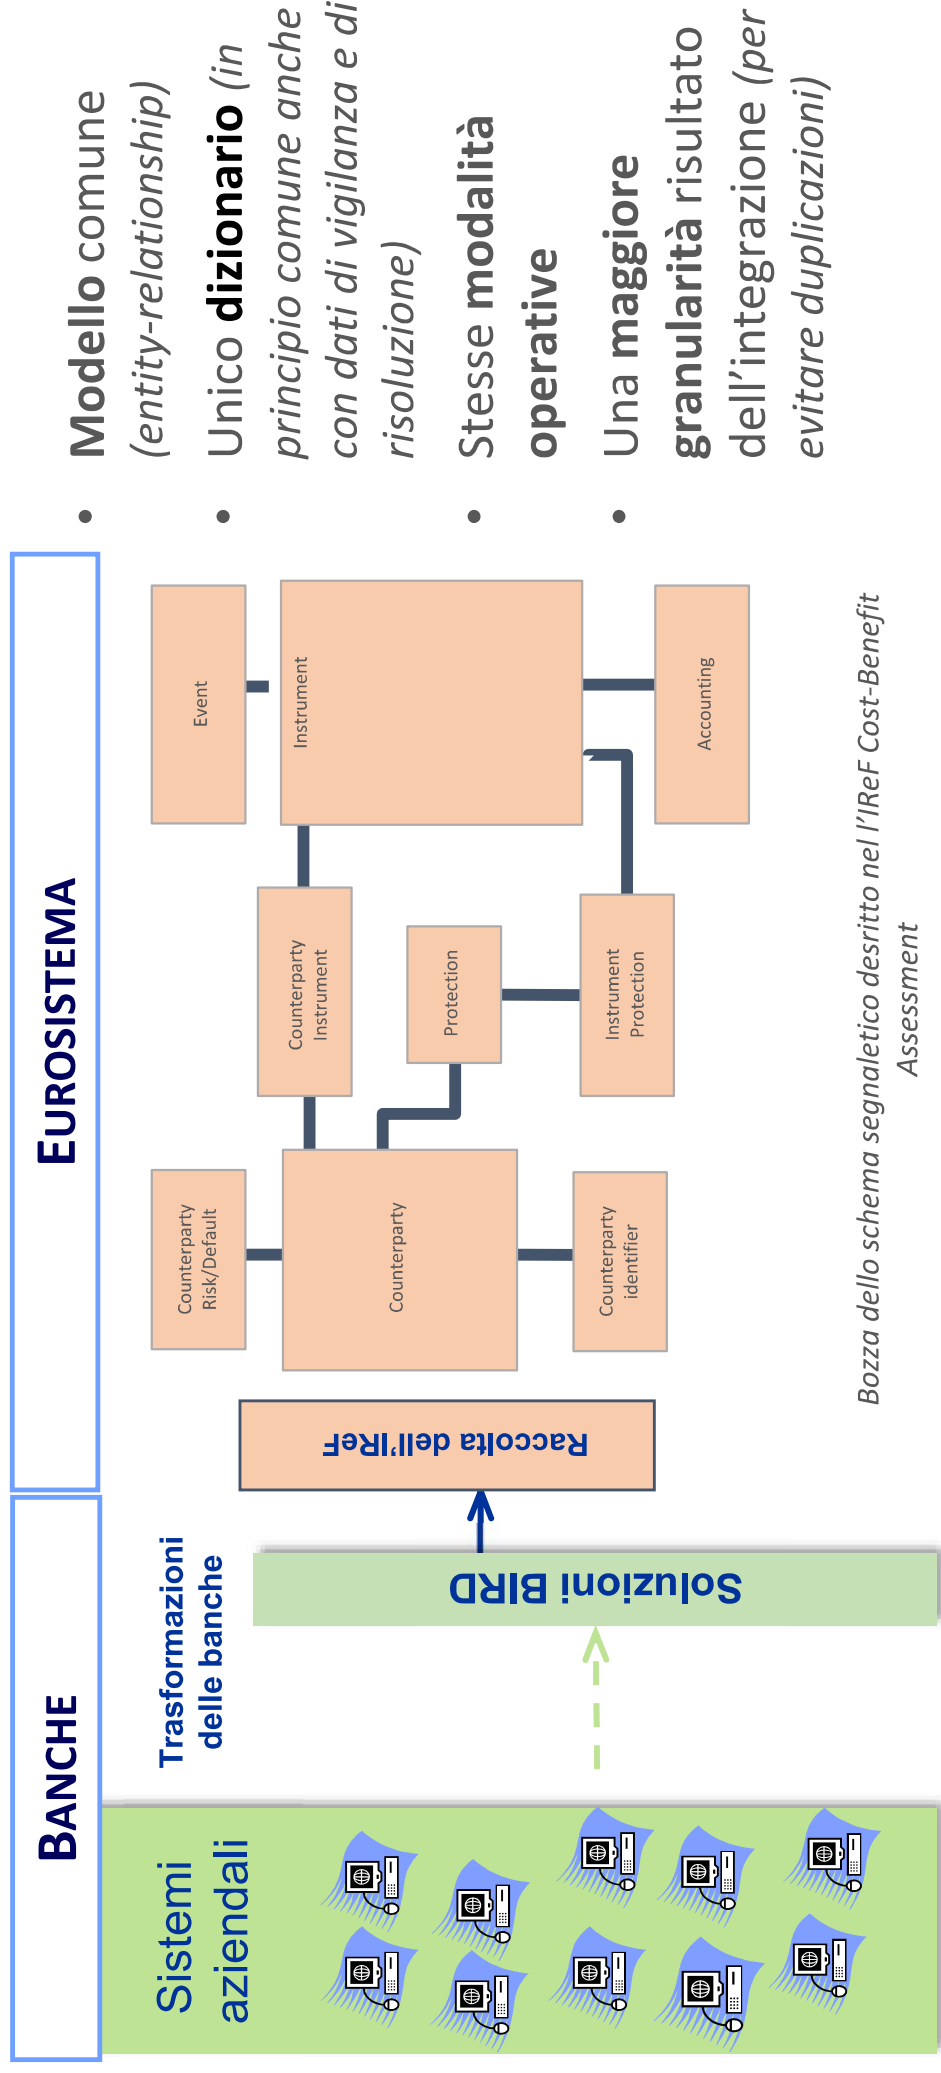 BANCHE
EUROSISTEMA
Sistemi
aziendali
Trasformazioni
delle banche
Soluzioni BIRD
Raccolta dell'IReF
Counterparty
Risk/Default
Counterparty
Counterparty
identifier
Counterparty
Instrument
Protection
Instrument
Protection
Event
Instrument
Accounting
Bozza dello schema segnaletico desritto nel l'IReF Cost-Benefit
Assessment
• Modello comune
(entity-relationship)
• Unico dizionario (in
principio comune anche
con dati di vigilanza e di
risoluzione)
• Stesse modalità
operative
• Una maggiore
granularità risultato
dell'integrazione (per
evitare duplicazioni)